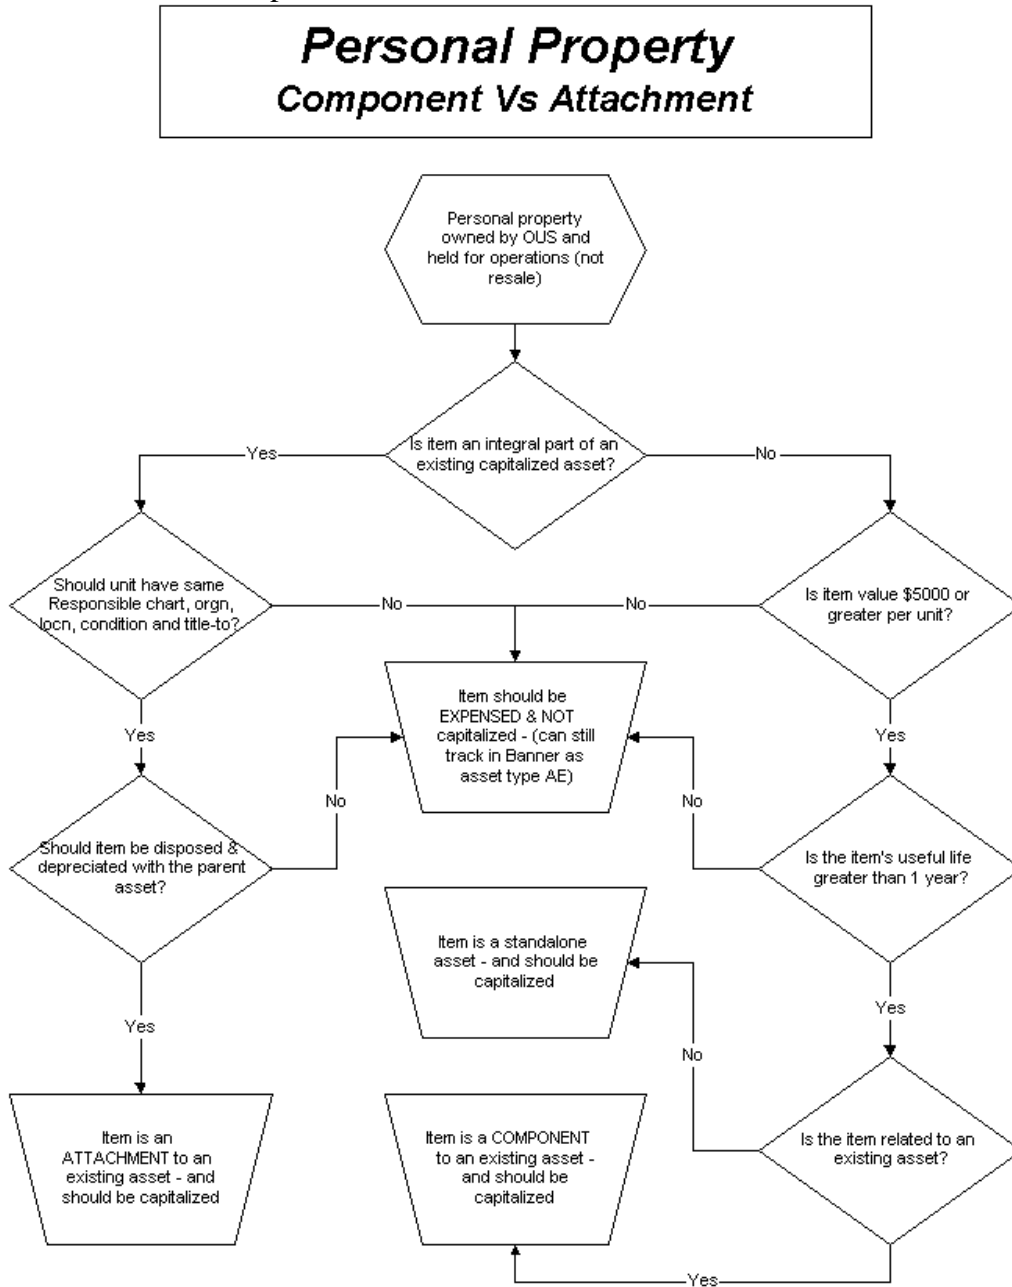 Personal Property
Component Vs Attachment
Personal property
owned by OUS and
held for operations (not
resale)
Is item an integral part of an
existing capitalized asset?
Yes
No
Should unit have same
Responsible chart, orgn,
locn, condition and title-to?
No
No
Is item value $5000 or
greater per unit?
Item should be
EXPENSED & NOT
capitalized - (can still
track in Banner as
asset type AE)
Yes
Yes
No
No
Should item be disposed &
depreciated with the parent
asset?
Is the item's useful life
greater than 1 year?
Item is a standalone
asset - and should be
capitalized
Yes
Yes
No
Item is an
ATTACHMENT to an
existing asset - and
should be capitalized
Item is a COMPONENT
to an existing asset -
and should be
capitalized
Is the item related to an
existing asset?
Yes